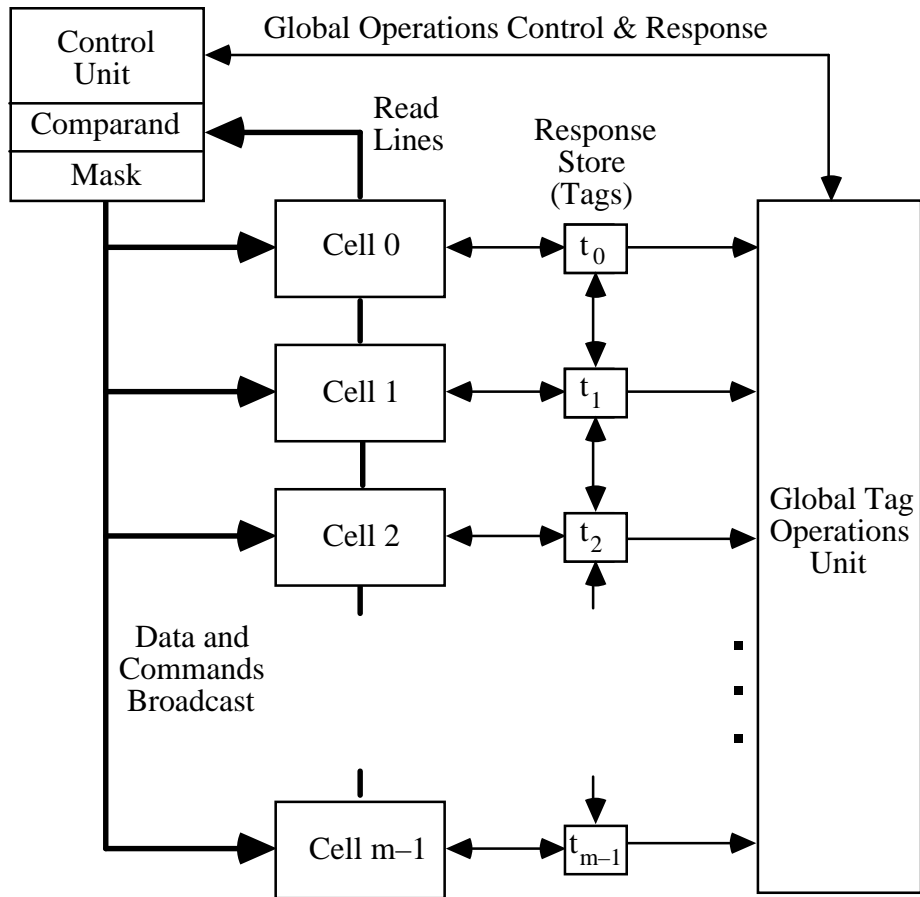 Global Operations Control & Response
Control
Unit
Comparand
Mask
Read
Lines
Response
Store
(Tags)
Cell 0
t0
Cell 1
t1
Cell 2
t2
Global Tag
Operations
Unit
Data and
Commands
Broadcast
Cell m–1
tm–1